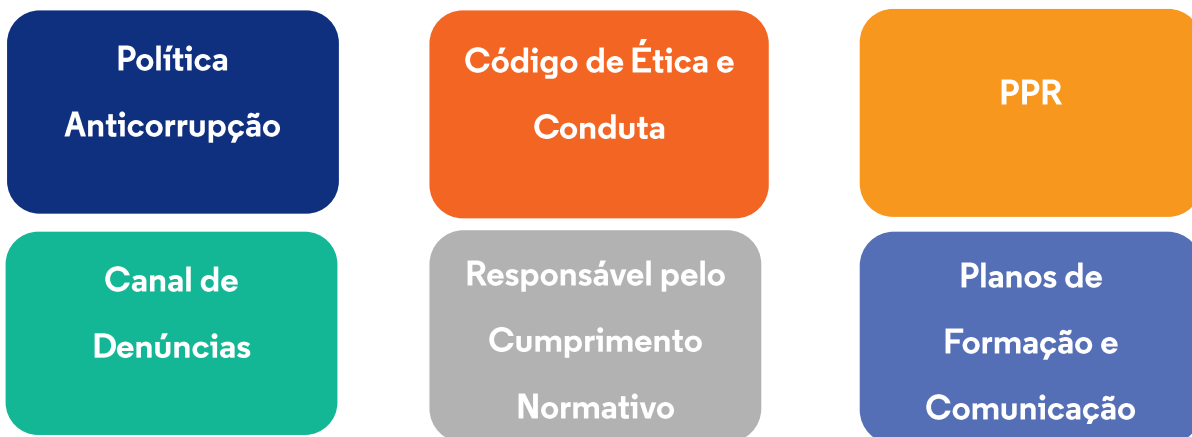 Política
Anticorrupção
Código de Ética e
Conduta
PPR
Canal de
Denúncias
Responsável pelo
Cumprimento
Normativo
Planos de
Formação e
Comunicação